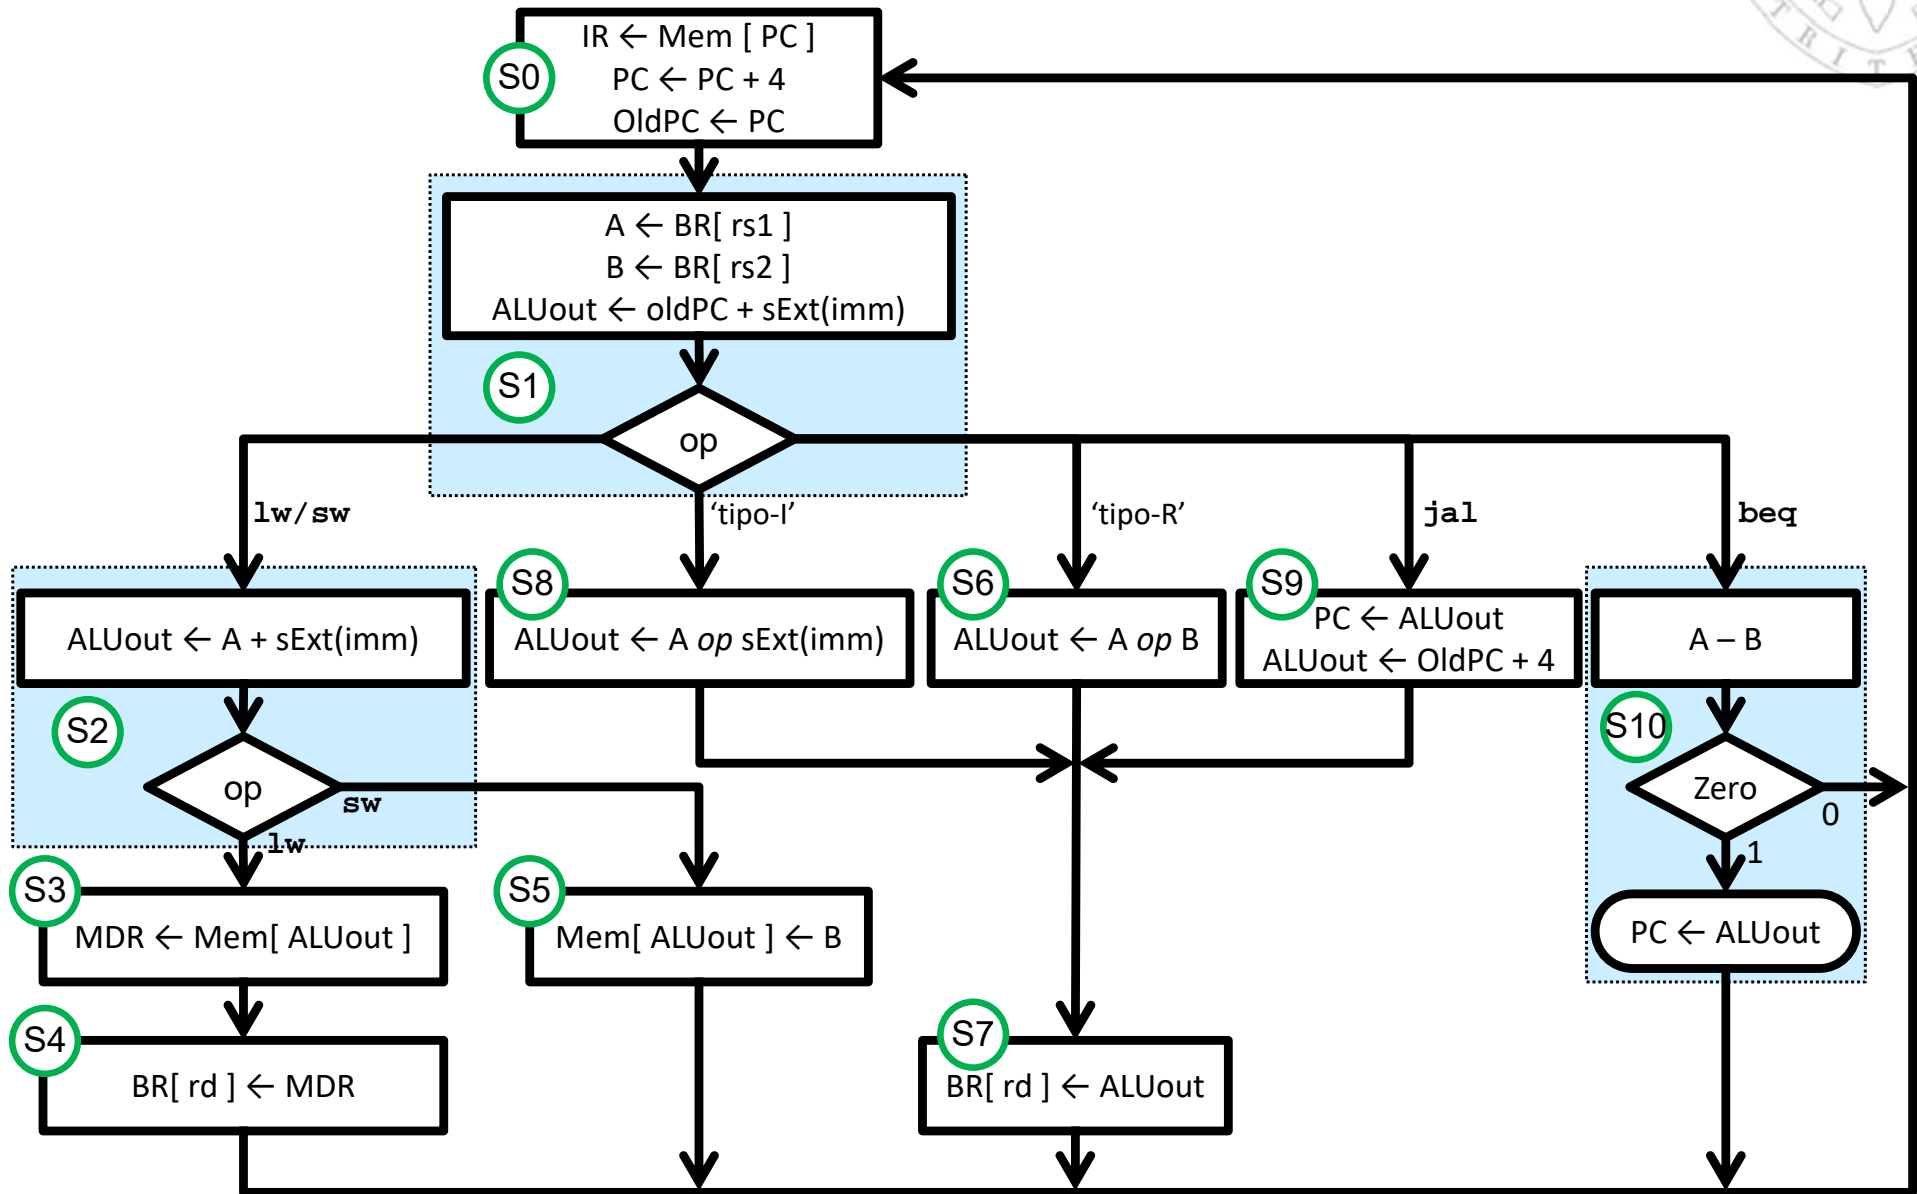 IR ← Mem [ PC ]
S0
PC ← PC + 4
OldPC ← PC
A ← BR[ rs1 ]
B ← BR[ rs2 ]
ALUout ← oldPC + sExt(imm)
S1
op
lw/sw
‘tipo-I’
‘tipo-R’
jal
beq
S8
S6
S9
ALUout ← A + sExt(imm)
ALUout ← A op sExt(imm)
ALUout ← A op B
PC ← ALUout
ALUout ← OldPC + 4
A – B
S2
S10
op
sw
lw
Zero
0
1
S3
S5
MDR ← Mem[ ALUout ]
Mem[ ALUout ] ← B
PC ← ALUout
S4
S7
BR[ rd ] ← MDR
BR[ rd ] ← ALUout